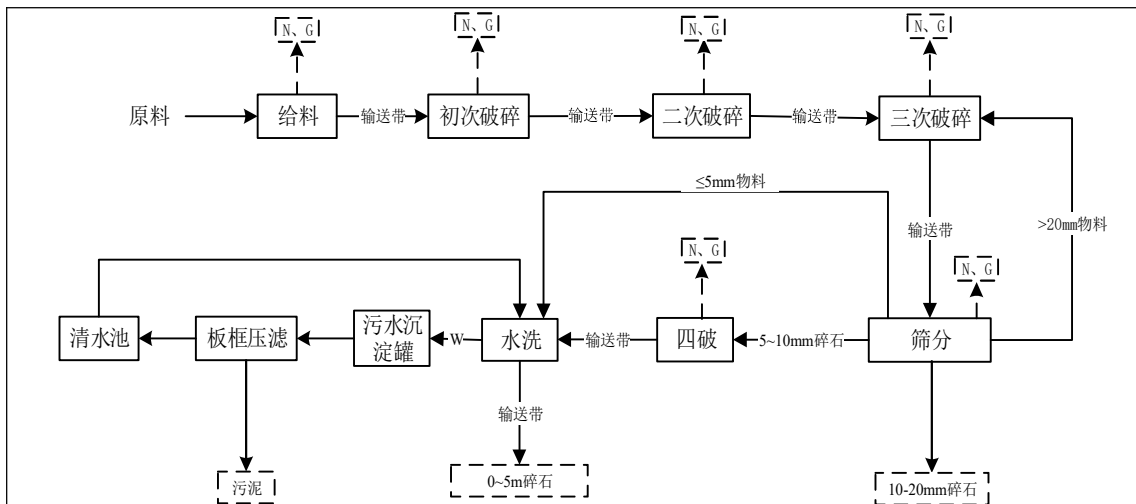 N、G
N、G
N、G
N、G
原料
给料
输送带
初次破碎
输送带
二次破碎
输送带
三次破碎
≤5mm物料
输送带
>20mm物料
N、G
N、G
清水池
板框压滤
污水沉
淀罐
W
水洗
输送带
四破
5~10mm碎石
筛分
输送带
污泥
0~5m碎石
10-20mm碎石